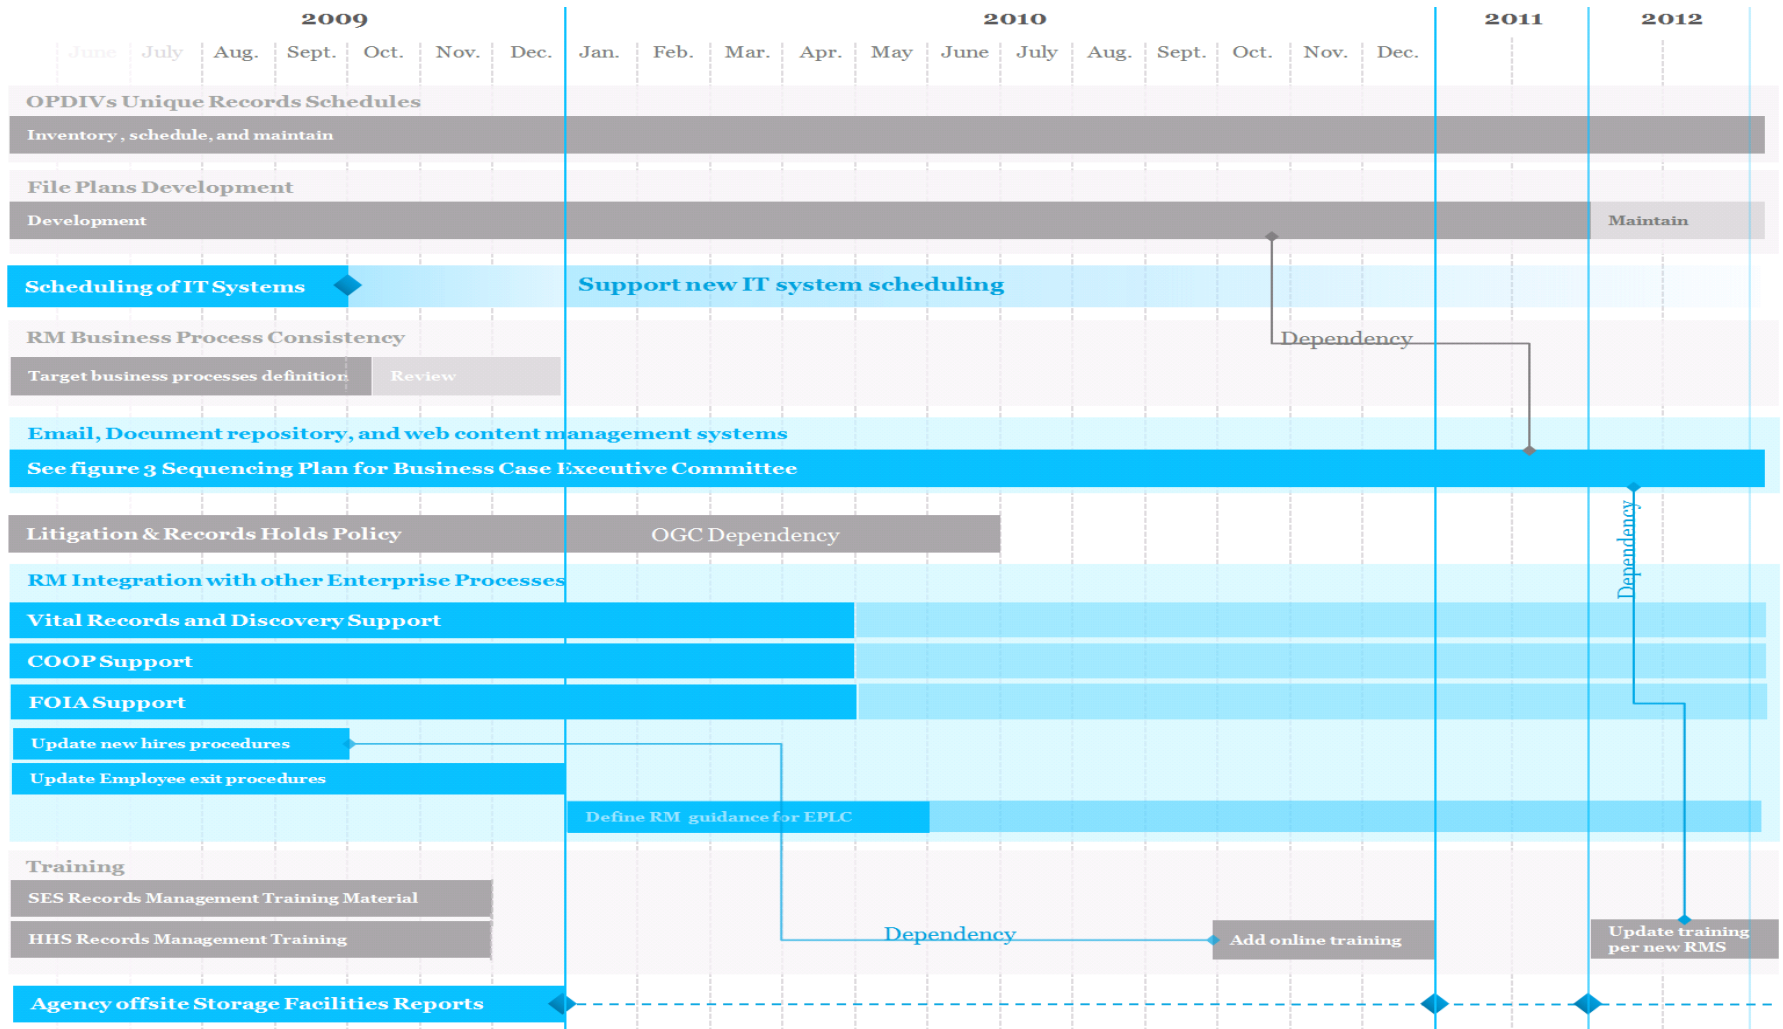 2009 2010 2011 2012
June July Aug. Sept. Oct. Nov. Dec. Jan. Feb. Mar. Apr. May June July Aug. Sept. Oct. Nov. Dec.
OPDIVs Unique Records Schedules
Inventory , schedule, and maintain
File Plans Development
Development Maintain
Scheduling of IT Systems Support new IT system scheduling
RM Business Process Consistency
Dependency
Target business processes definition Review
Email, Document repository, and web content management systems
See figure 3 Sequencing Plan for Business Case Executive Committee
Litigation & Records Holds Policy OGC Dependency
Dependency
RM Integration with other Enterprise Processes
Vital Records and Discovery Support
COOP Support
FOIA Support
Update new hires procedures
Update Employee exit procedures
Define RM guidance for EPLC
Training
SES Records Management Training Material
HHS Records Management Training
Dependency
Add online training
Update training
per new RMS
Agency offsite Storage Facilities Reports